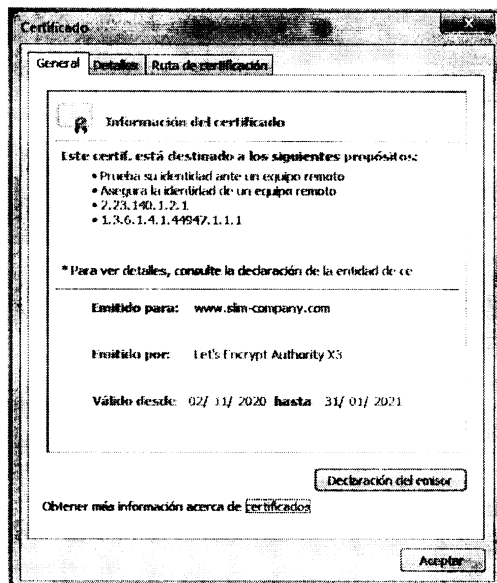 Certificado
General Detalles Ruta de certificación
Información del certificado
Este certif. está destinado a los siguientes propósitos:
• Prueba su identidad ante un equipo remoto
• Asegura la identidad de un equipo remoto
• 2.23.140.1.2.1
• 1.3.6.1.4.1.44947.1.1.1
* Para ver detalles, consulte la declaración de la entidad de ce
Emitido para: www.slim-company.com
Emitido por: Let's Encrypt Authority X3
Válido desde 02/ 11/ 2020 hasta 31/ 01/ 2021
Declaración del emisor
Obtener más información acerca de certificados
Aceptar